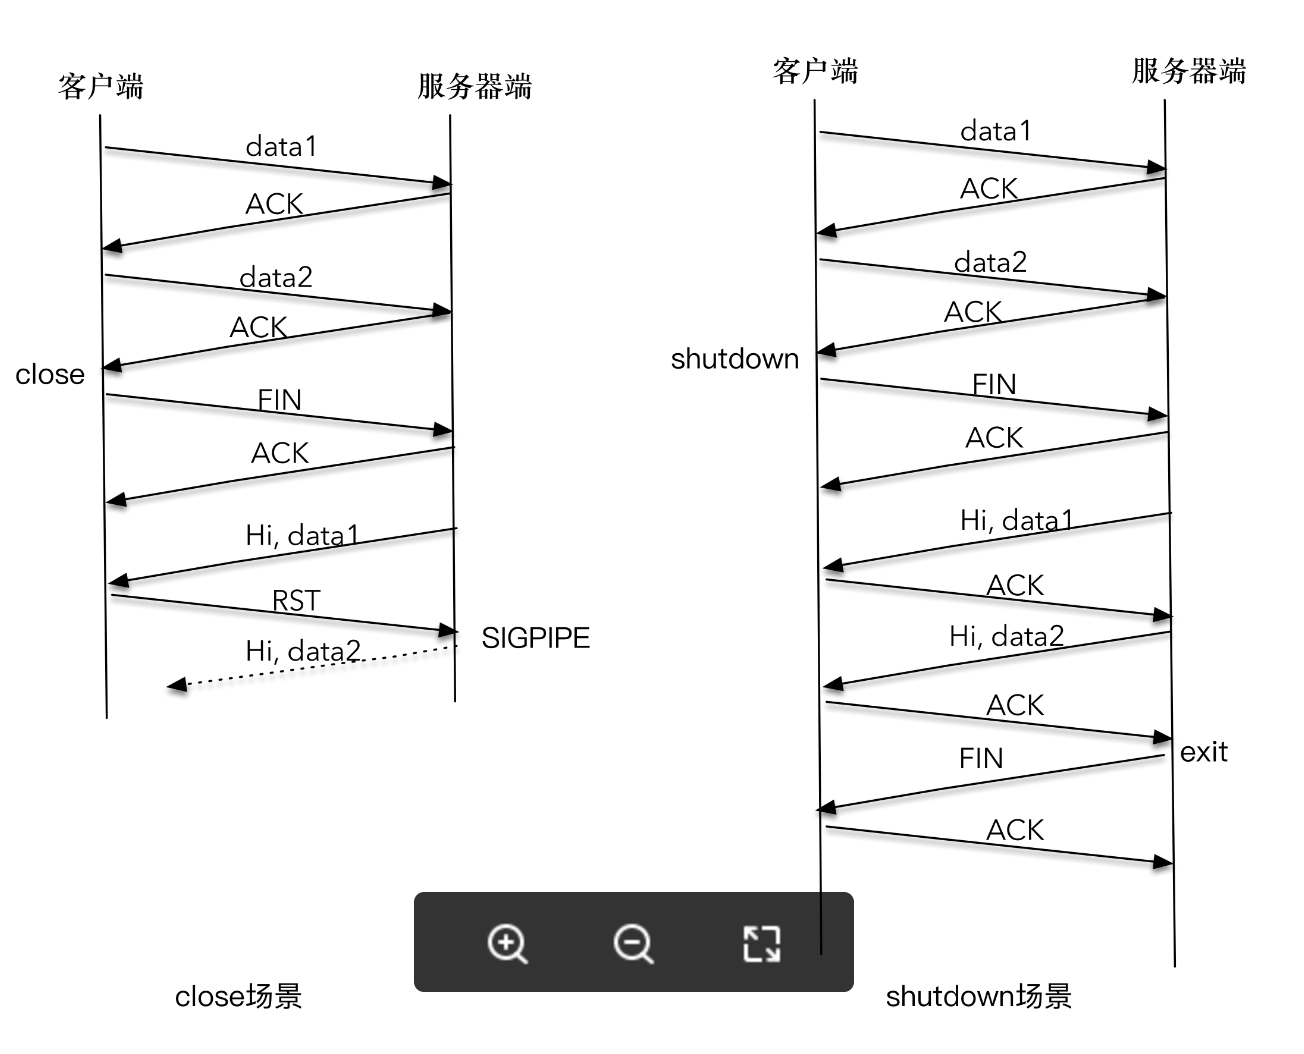 客户端
服务器端
data1
ACK
data2
ACK
close
FIN
ACK
Hi, data1
RST
SIGPIPE
Hi, data2
close场景
客户端
服务器端
data1
ACK
data2
ACK
shutdown
FIN
ACK
Hi, data1
ACK
Hi, data2
ACK
exit
FIN
ACK
shutdown场景